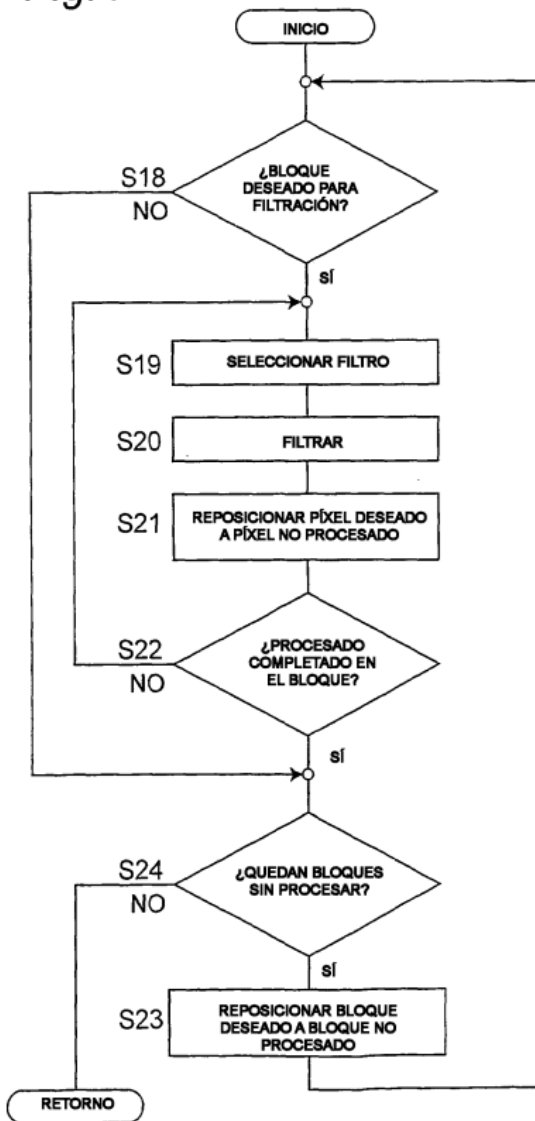 INICIO
S18
NO
¿BLOQUE
DESEADO PARA
FILTRACIÓN?
SÍ
S19
SELECCIONAR FILTRO
S20
FILTRAR
S21
REPOSICIONAR PÍXEL DESEADO
A PÍXEL NO PROCESADO
S22
NO
¿PROCESADO
COMPLETADO EN
EL BLOQUE?
SÍ
S24
NO
¿QUEDAN BLOQUES
SIN PROCESAR?
SÍ
S23
REPOSICIONAR BLOQUE
DESEADO A BLOQUE NO
PROCESADO
RETORNO